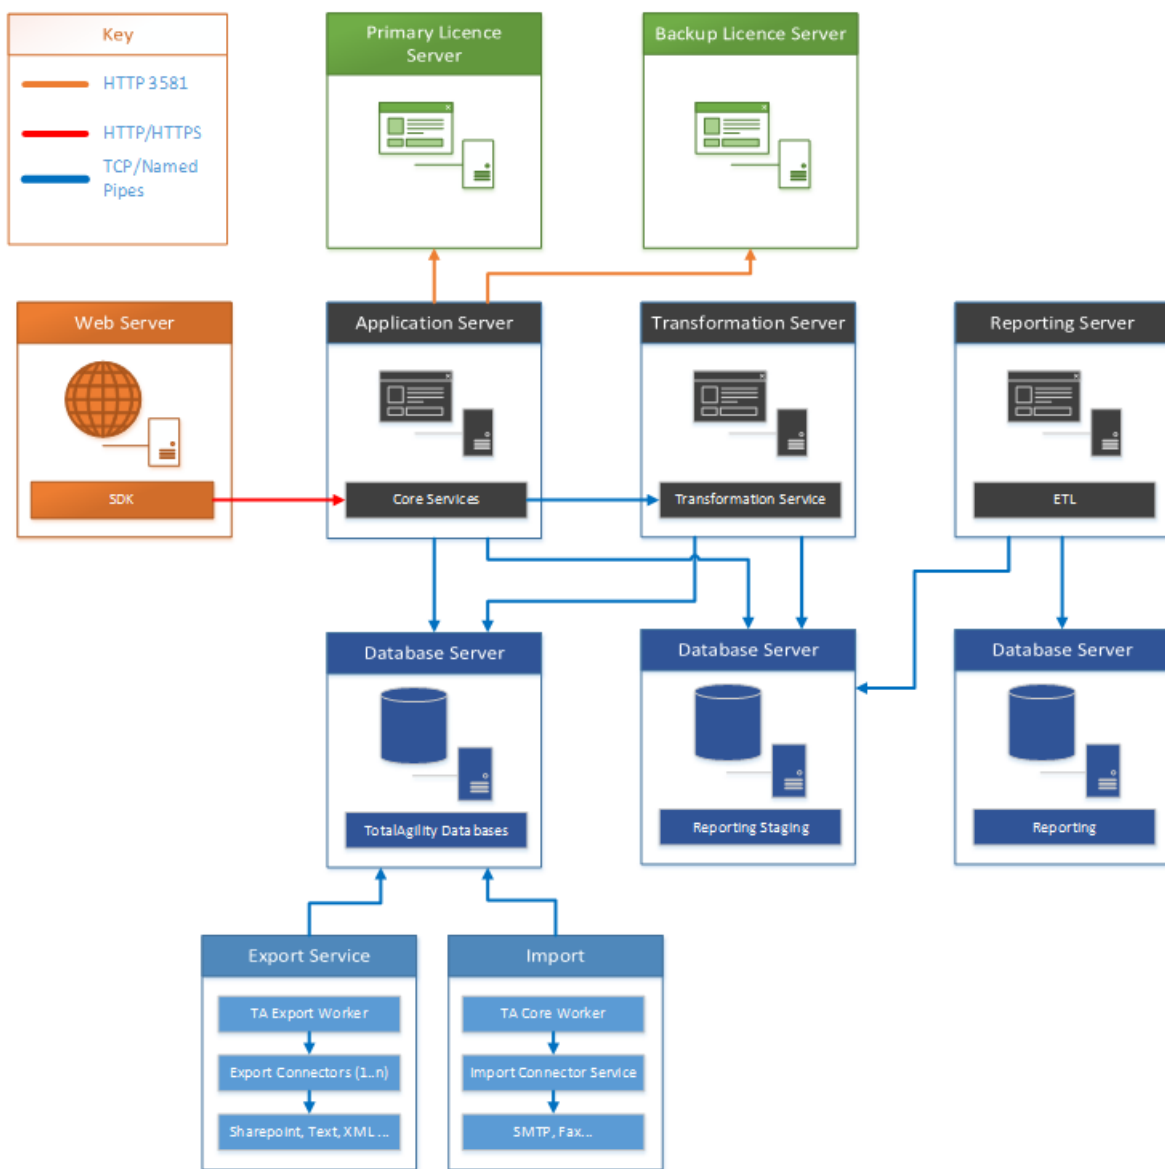 Key
HTTP 3581
HTTP/HTTPS
TCP/Named
Pipes
Primary Licence
Server
Backup Licence Server
Web Server
SDK
Application Server
Core Services
Transformation Server
Transformation Service
Reporting Server
ETL
Database Server
TotalAgility Databases
Database Server
Reporting Staging
Database Server
Reporting
Export Service
TA Export Worker
Export Connectors (1..n)
Sharepoint, Text, XML ...
Import
TA Core Worker
Import Connector Service
SMTP, Fax...